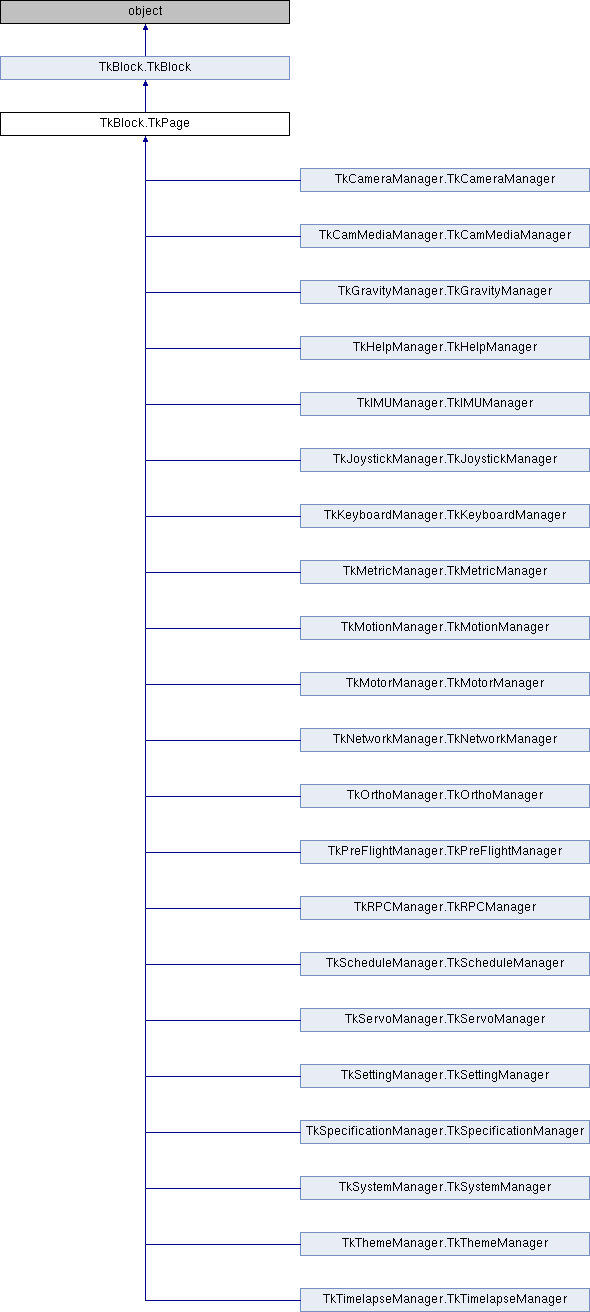 object
TkBlock.TkBlock
TkBlock.TkPage
TkCameraManager.TkCameraManager
TkCamMediaManager.TkCamMediaManager
TkGravityManager.TkGravityManager
TkHelpManager.TkHelpManager
TkIMUManager.TkIMUManager
TkJoystickManager.TkJoystickManager
TkKeyboardManager.TkKeyboardManager
TkMetricManager.TkMetricManager
TkMotionManager.TkMotionManager
TkMotorManager.TkMotorManager
TkNetworkManager.TkNetworkManager
TkOrthoManager.TkOrthoManager
TkPreFlightManager.TkPreFlightManager
TkRPCManager.TkRPCManager
TkScheduleManager.TkScheduleManager
TkServoManager.TkServoManager
TkSettingManager.TkSettingManager
TkSpecificationManager.TkSpecificationManager
TkSystemManager.TkSystemManager
TkThemeManager.TkThemeManager
TkTimelapseManager.TkTimelapseManager